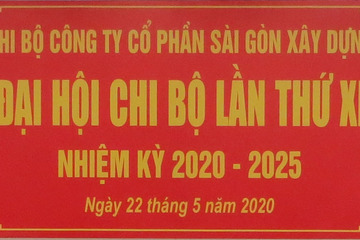 HI BỘ CÔNG TY CỔ PHẦN SÀI GÒN XÂY DỰN
ĐẠI HỘI CHI BỘ LẦN THỨ X
NHIỆM KỲ 2020 - 2025
Ngày 22 tháng 5 năm 2020